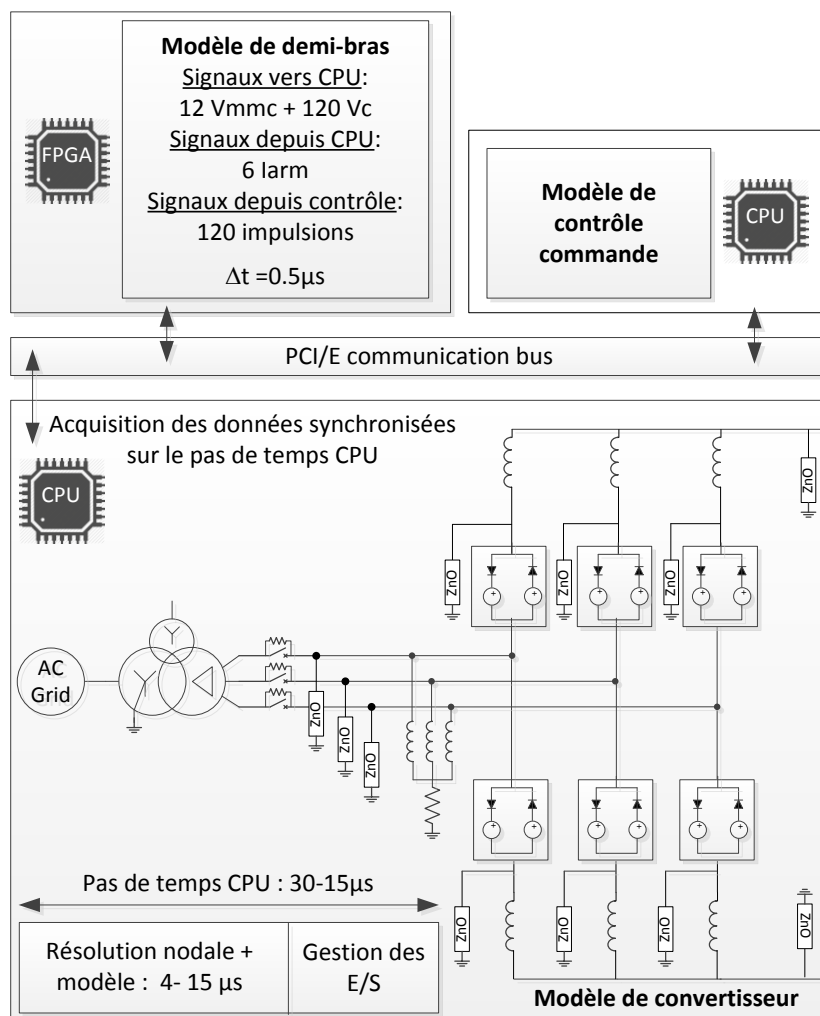 Modèle de demi-bras
Signaux vers CPU:
12 Vmmc + 120 Vc
Signaux depuis CPU:
6 Iarm
Signaux depuis contrôle:
120 impulsions
Δt =0.5µs
FPGA
Modèle de
contrôle
commande
CPU
PCI/E communication bus
Acquisition des données synchronisées
sur le pas de temps CPU
CPU
ZnO
ZnO
ZnO
ZnO
AC
Grid
ZnO
ZnO
ZnO
Pas de temps CPU : 30-15µs
Résolution nodale +
modèle : 4- 15 µs
Gestion des
E/S
ZnO
ZnO
ZnO
ZnO
Modèle de convertisseur